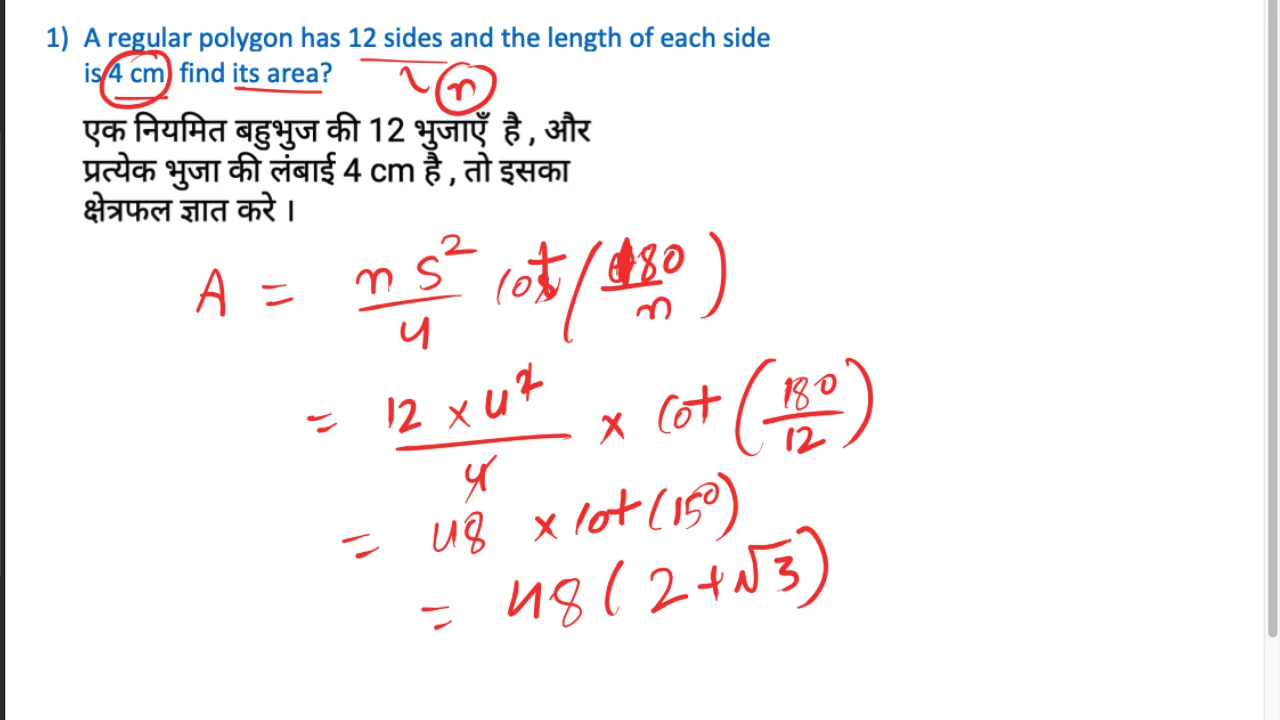 1) A regular polygon has 12 sides and the length of each side
is 4 cm find its area?
n
एक नियमित बहुभुज की 12 भुजाएँ है , और
प्रत्येक भुजा की लंबाई 4 cm है , तो इसका
क्षेत्रफल ज्ञात करे ।
A = n s² / 4 cot (180 / n)
= 12 × 4² / 4 × cot (180 / 12)
= 48 × cot (15°)
= 48 ( 2 + √3 )